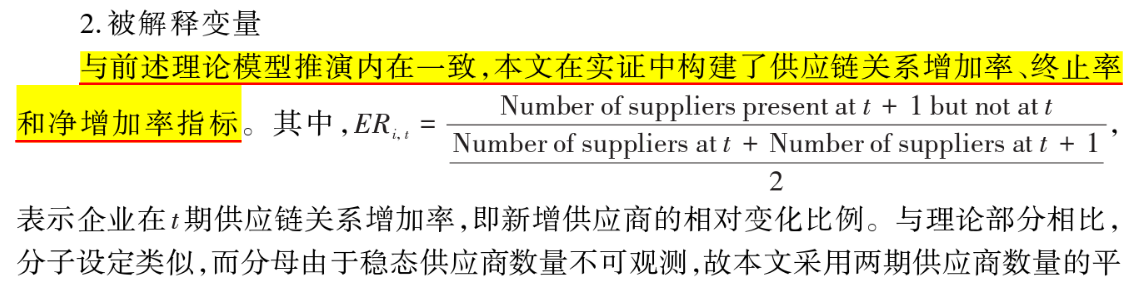 2.被解释变量
与前述理论模型推演内在一致,本文在实证中构建了供应链关系增加率、终止率
和净增加率指标。其中,ER_{i,t} = \frac{Number of suppliers present at t + 1 but not at t}{\frac{Number of suppliers at t + Number of suppliers at t + 1}{2}},
表示企业在t期供应链关系增加率,即新增供应商的相对变化比例。与理论部分相比,
分子设定类似,而分母由于稳态供应商数量不可观测,故本文采用两期供应商数量的平